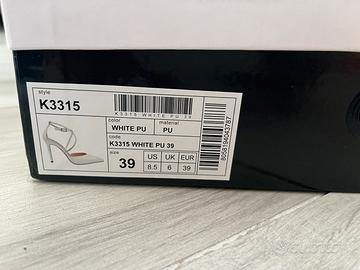 style
K3315
K3315 WHITE PU 39
color
material
WHITE PU
PU
code
K3315 WHITE PU 39
size
39
US
UK
EUR
8.5
6
39
subito